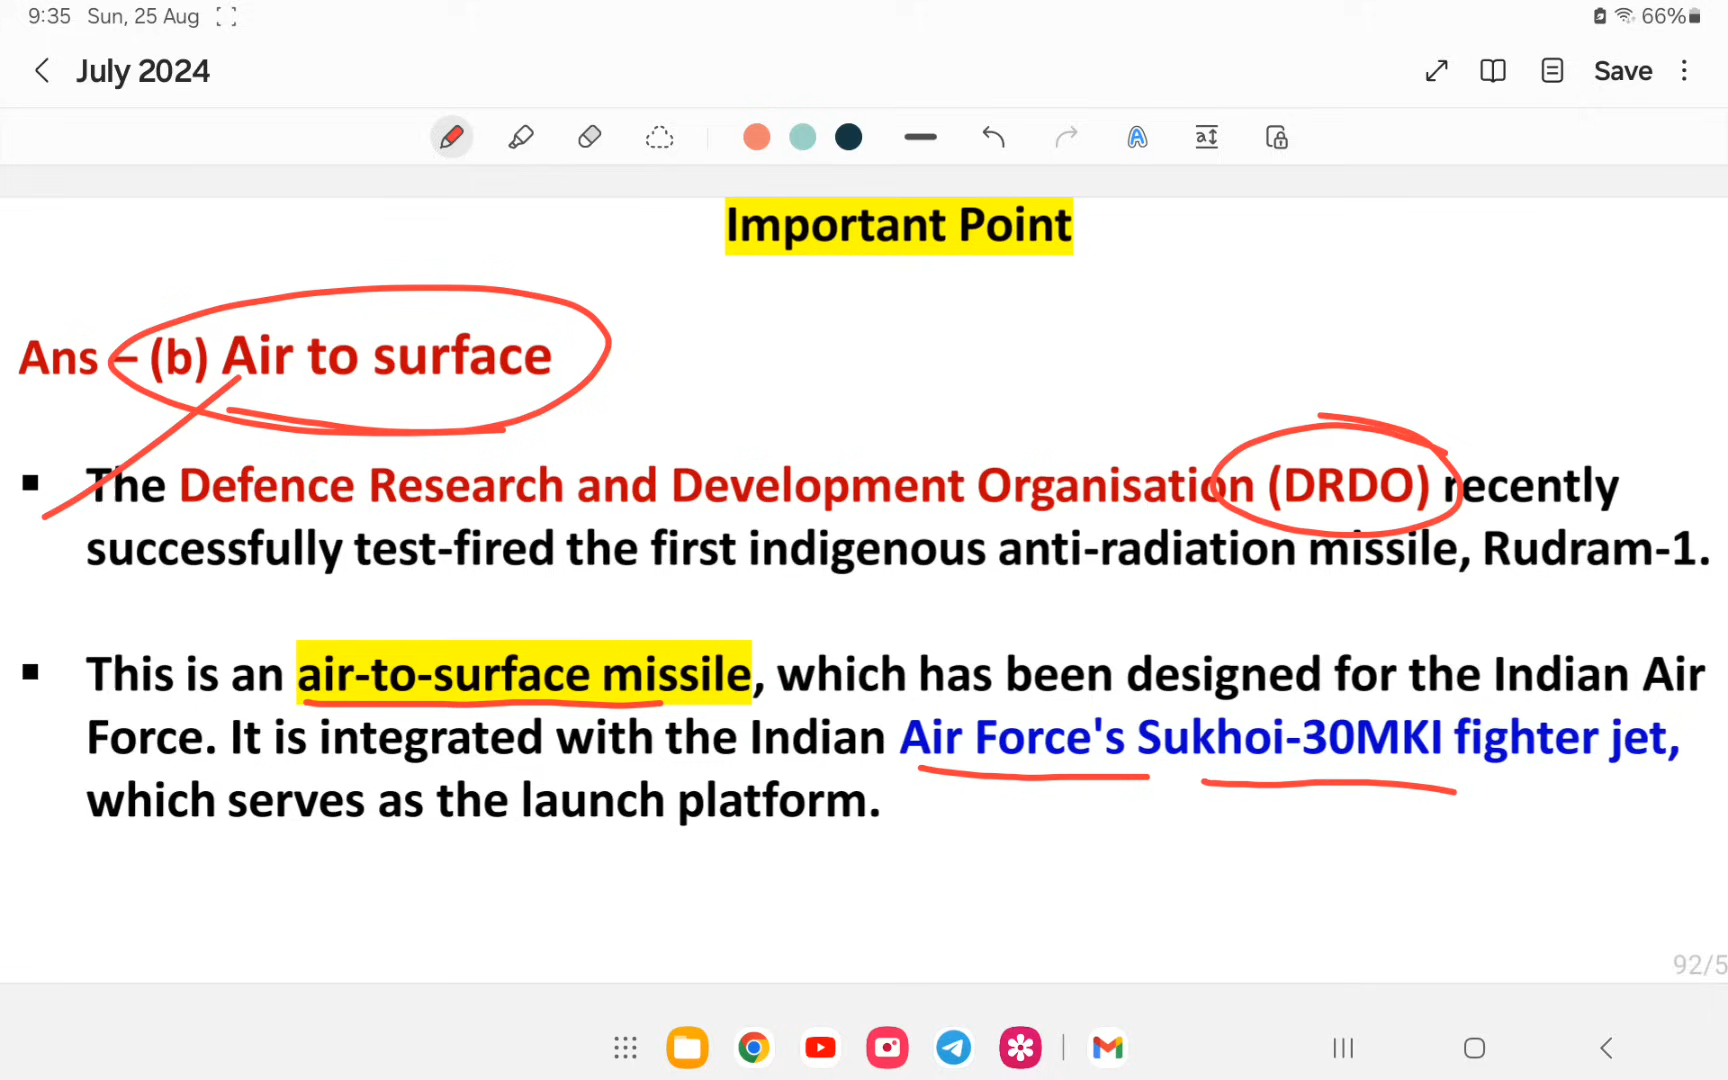 9:35 Sun, 25 Aug 66%
July 2024 Save
Important Point
Ans – (b) Air to surface
▪ The Defence Research and Development Organisation (DRDO) recently
successfully test-fired the first indigenous anti-radiation missile, Rudram-1.
▪ This is an air-to-surface missile, which has been designed for the Indian Air
Force. It is integrated with the Indian Air Force's Sukhoi-30MKI fighter jet,
which serves as the launch platform.
92/5